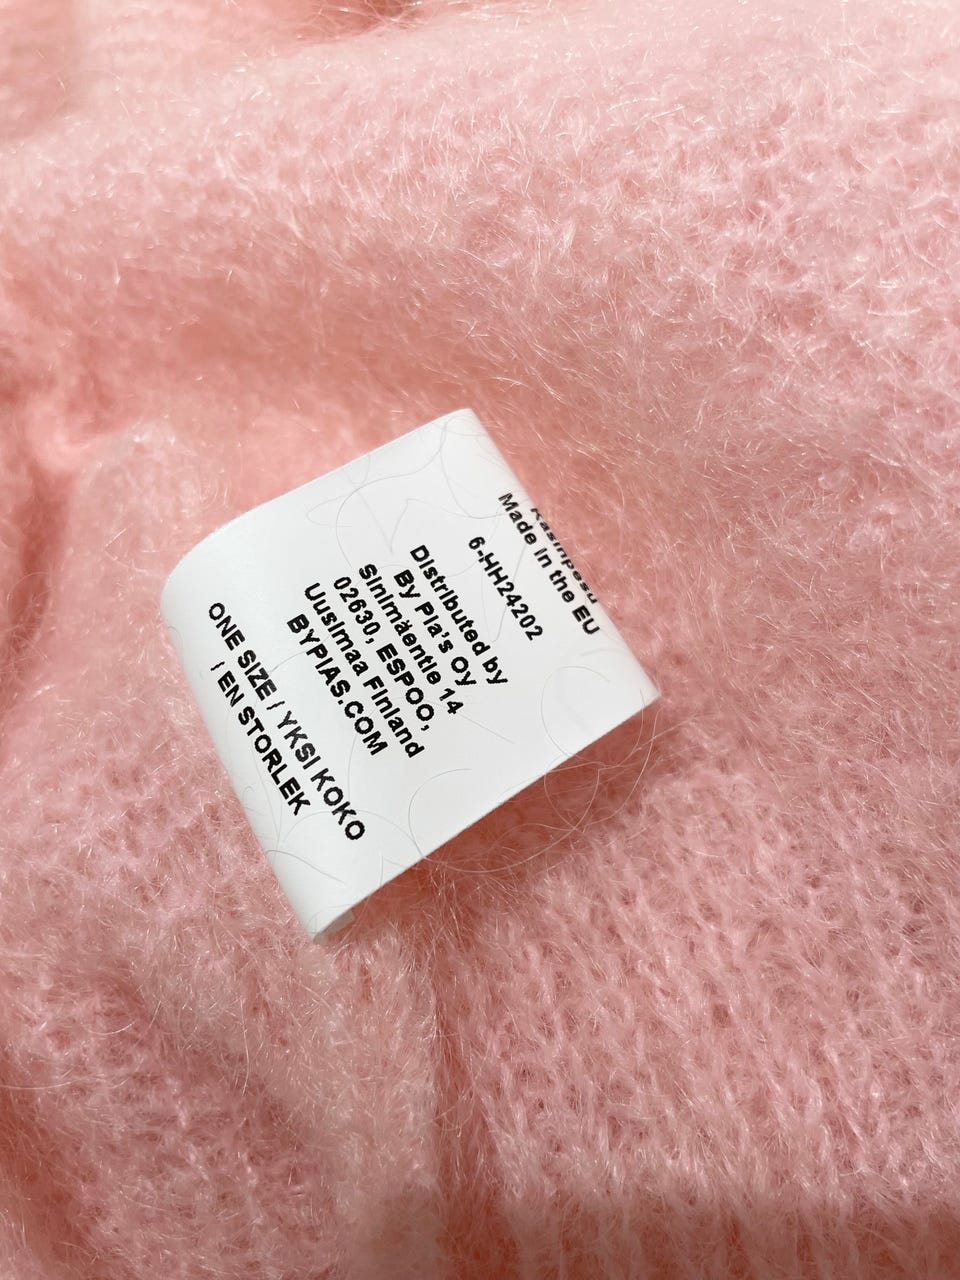 Käsinpesu
Made in the EU
6-HH24202
Distributed by
By Pia's Oy
Sinimäentie 14
02630, ESPOO,
Uusimaa Finland
BYPIAS.COM
ONE SIZE / YKSI KOKO
/ EN STORLEK